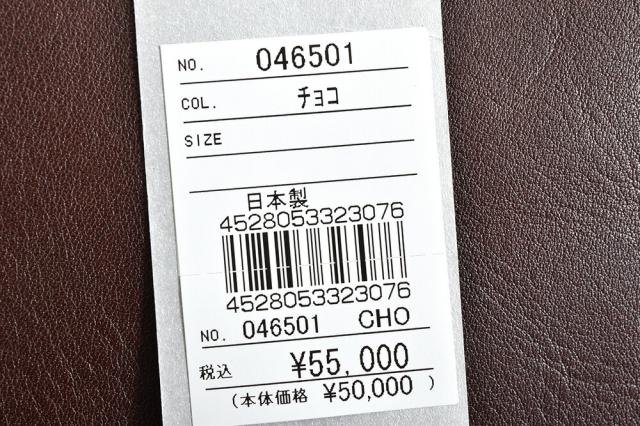 NO. 046501
COL. ﾁｮｺ
SIZE
日本製
4528053323076
4528053323076
NO. 046501 CHO
税込 ¥55,000
(本体価格 ¥50,000 )